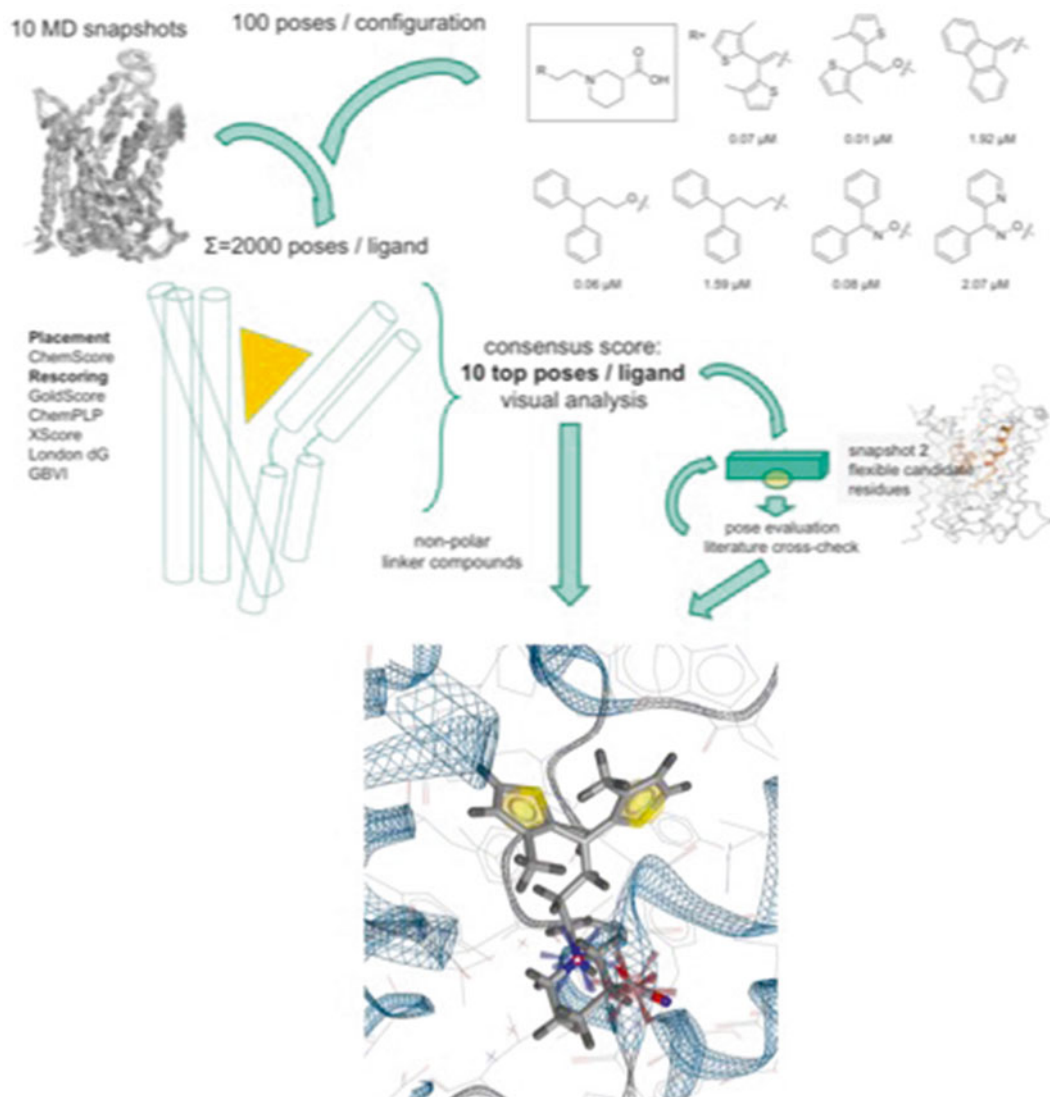 10 MD snapshots
100 poses / configuration
Σ=2000 poses / ligand
R
N
O
OH
R=
S
S
0.07 µM
S
S
O
0.01 µM
1.92 µM
O
0.06 µM
1.59 µM
N
O
0.08 µM
N
N
O
2.07 µM
Placement
ChemScore
Rescoring
GoldScore
ChemPLP
XScore
London dG
GBVI
consensus score:
10 top poses / ligand
visual analysis
non-polar
linker compounds
snapshot 2
flexible candidate
residues
pose evaluation
literature cross-check